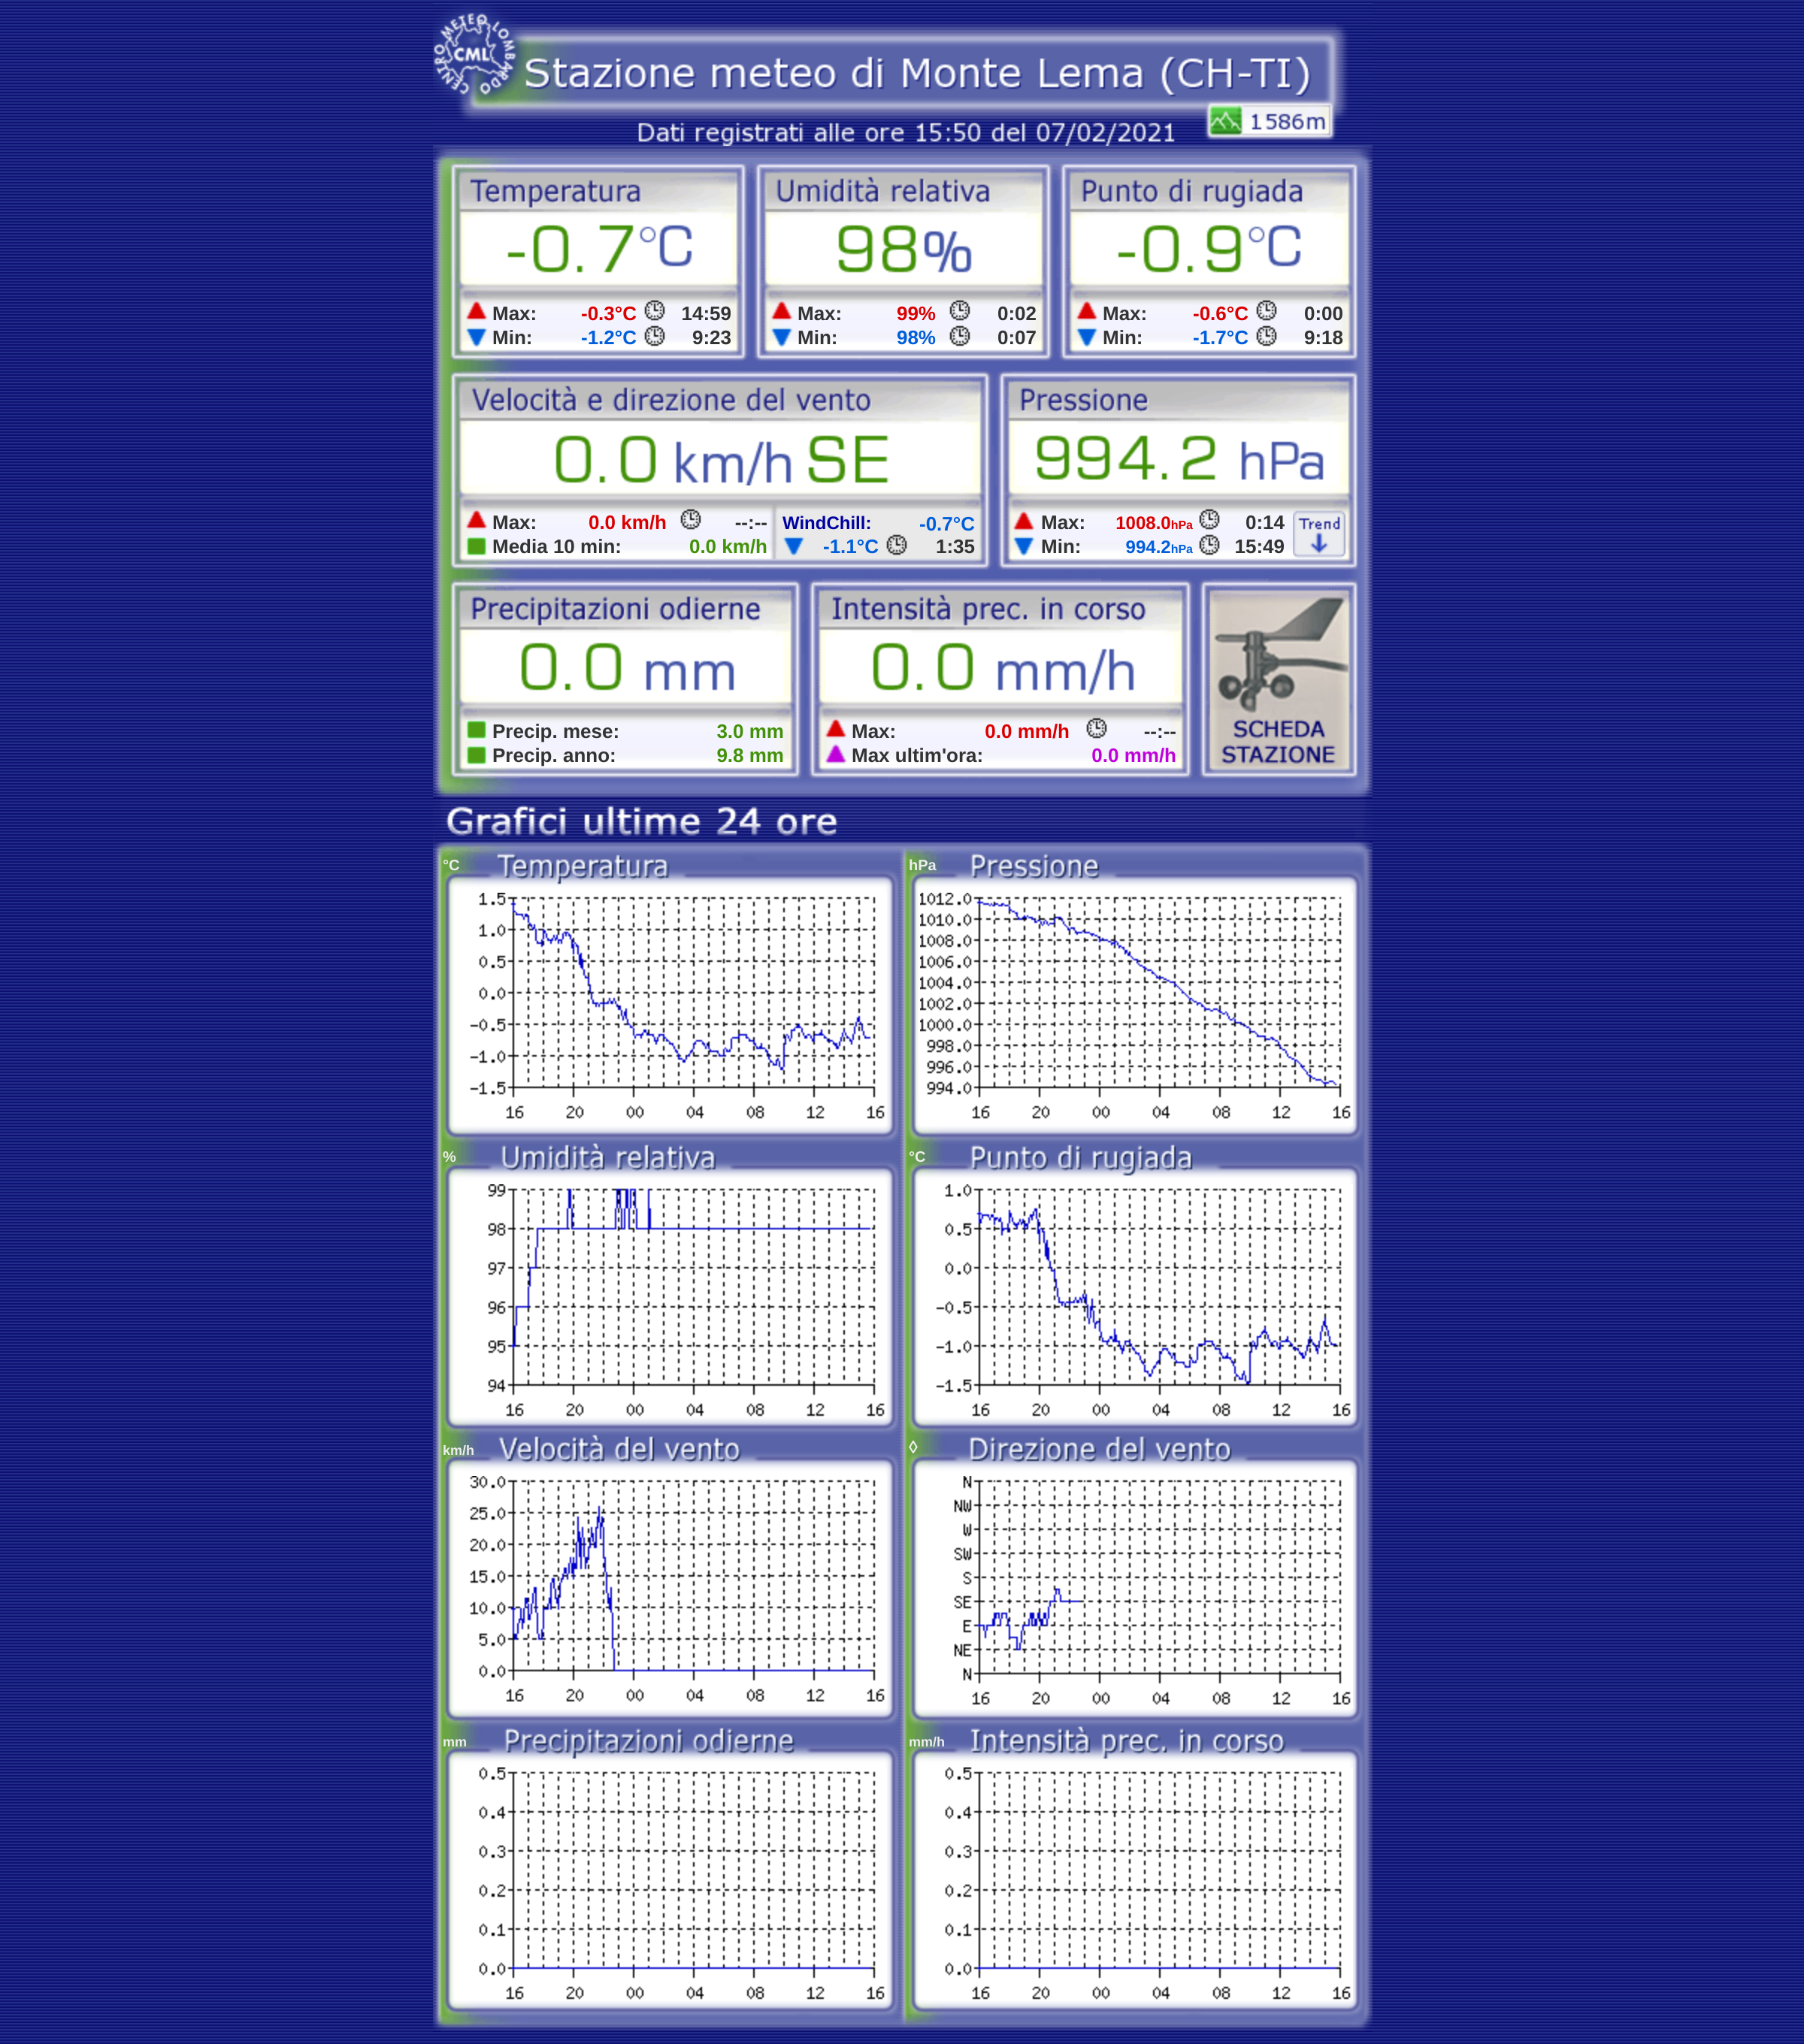 CENTRO METEO LOMBARDO
CML
Stazione meteo di Monte Lema (CH-TI)
1586m
Dati registrati alle ore 15:50 del 07/02/2021
Temperatura
-0.7°C
Max: -0.3°C 14:59
Min: -1.2°C 9:23
Umidità relativa
98%
Max: 99% 0:02
Min: 98% 0:07
Punto di rugiada
-0.9°C
Max: -0.6°C 0:00
Min: -1.7°C 9:18
Velocità e direzione del vento
0.0 km/h SE
Max: 0.0 km/h --:--
Media 10 min: 0.0 km/h
WindChill: -0.7°C
-1.1°C 1:35
Pressione
994.2 hPa
Max: 1008.0hPa 0:14
Min: 994.2hPa 15:49
Trend
Precipitazioni odierne
0.0 mm
Precip. mese: 3.0 mm
Precip. anno: 9.8 mm
Intensità prec. in corso
0.0 mm/h
Max: 0.0 mm/h --:--
Max ultim'ora: 0.0 mm/h
SCHEDA
STAZIONE
Grafici ultime 24 ore
°C Temperatura
1.5
1.0
0.5
0.0
-0.5
-1.0
-1.5
16 20 00 04 08 12 16
hPa Pressione
1012.0
1010.0
1008.0
1006.0
1004.0
1002.0
1000.0
998.0
996.0
994.0
16 20 00 04 08 12 16
% Umidità relativa
99
98
97
96
95
94
16 20 00 04 08 12 16
°C Punto di rugiada
1.0
0.5
0.0
-0.5
-1.0
-1.5
16 20 00 04 08 12 16
km/h Velocità del vento
30.0
25.0
20.0
15.0
10.0
5.0
0.0
16 20 00 04 08 12 16
◊ Direzione del vento
N
NW
W
SW
S
SE
E
NE
N
16 20 00 04 08 12 16
mm Precipitazioni odierne
0.5
0.4
0.3
0.2
0.1
0.0
16 20 00 04 08 12 16
mm/h Intensità prec. in corso
0.5
0.4
0.3
0.2
0.1
0.0
16 20 00 04 08 12 16